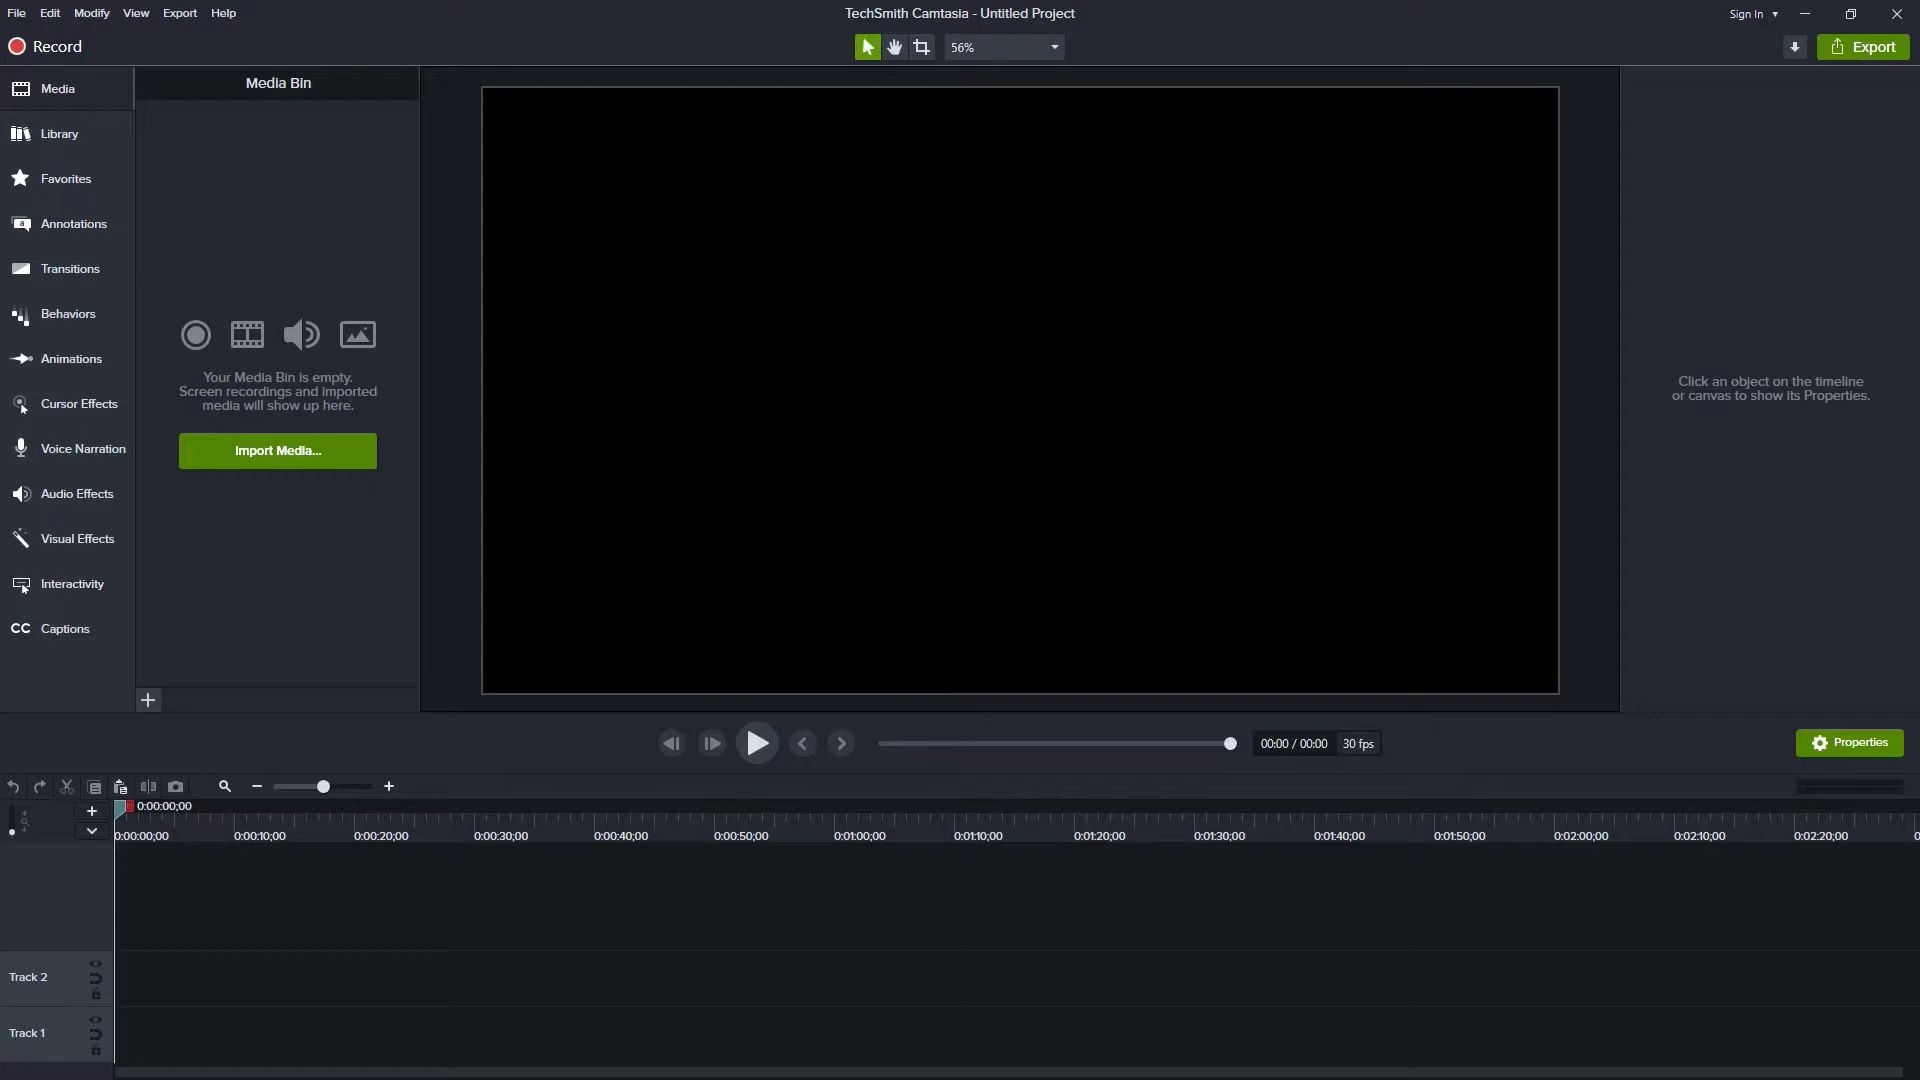 File Edit Modify View Export Help
TechSmith Camtasia - Untitled Project
Sign In
Record
56%
Export
Media
Library
Favorites
Annotations
Transitions
Behaviors
Animations
Cursor Effects
Voice Narration
Audio Effects
Visual Effects
Interactivity
CC Captions
Media Bin
Your Media Bin is empty.
Screen recordings and imported
media will show up here.
Import Media...
Click an object on the timeline
or canvas to show its Properties.
00:00 / 00:00 30 fps
Properties
0:00:00;00
0:00:00;00 0:00:10;00 0:00:20;00 0:00:30;00 0:00:40;00 0:00:50;00 0:01:00;00 0:01:10;00 0:01:20;00 0:01:30;00 0:01:40;00 0:01:50;00 0:02:00;00 0:02:10;00 0:02:20;00
Track 2
Track 1